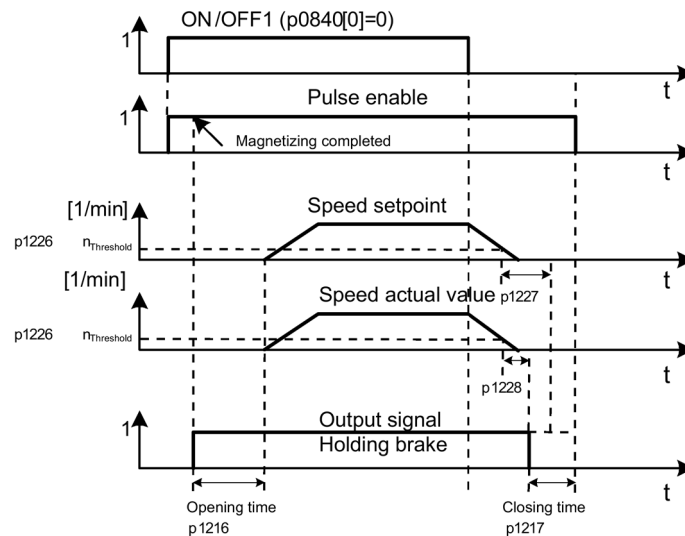 ON/OFF1 (p0840[0]=0)
1
t
Pulse enable
1
Magnetizing completed
t
[1/min]
Speed setpoint
p1226 nThreshold
p1227
t
[1/min]
Speed actual value
p1226 nThreshold
p1228
t
Output signal
1
Holding brake
t
Opening time
p1216
Closing time
p1217